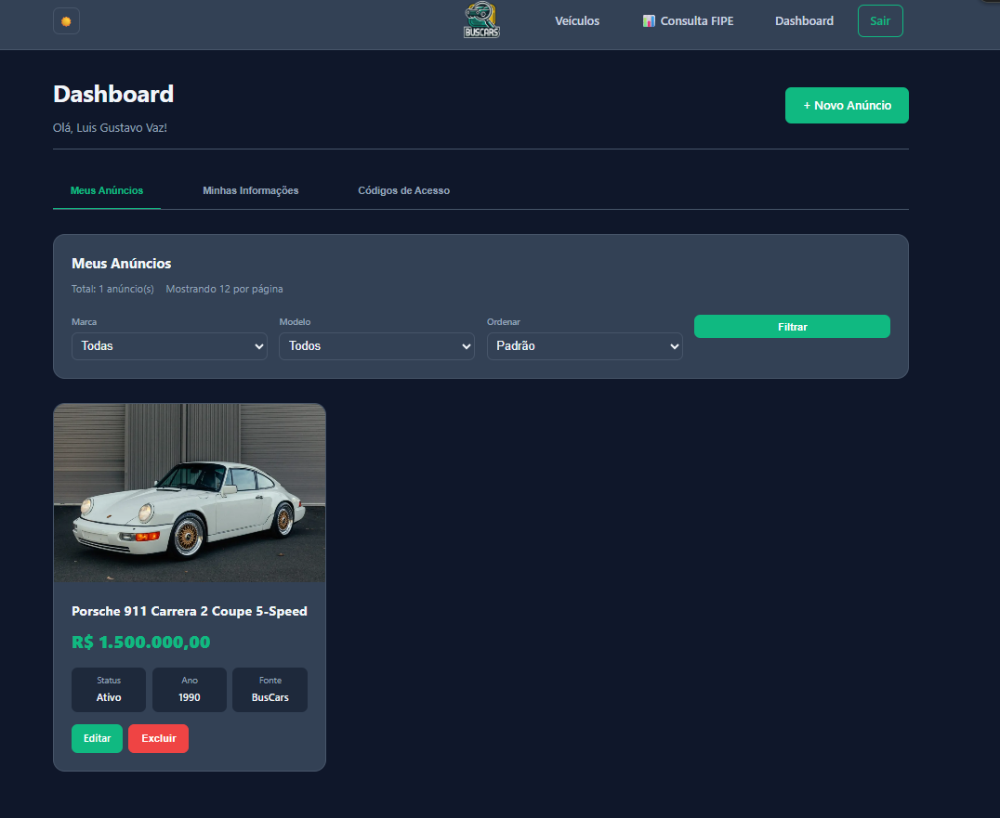 BUSCARS
Veículos
Consulta FIPE
Dashboard
Sair
Dashboard
+ Novo Anúncio
Olá, Luis Gustavo Vaz!
Meus Anúncios
Minhas Informações
Códigos de Acesso
Meus Anúncios
Total: 1 anúncio(s) Mostrando 12 por página
Marca
Modelo
Ordenar
Todas
Todos
Padrão
Filtrar
Porsche 911 Carrera 2 Coupe 5-Speed
R$ 1.500.000,00
Status
Ano
Fonte
Ativo
1990
BusCars
Editar
Excluir